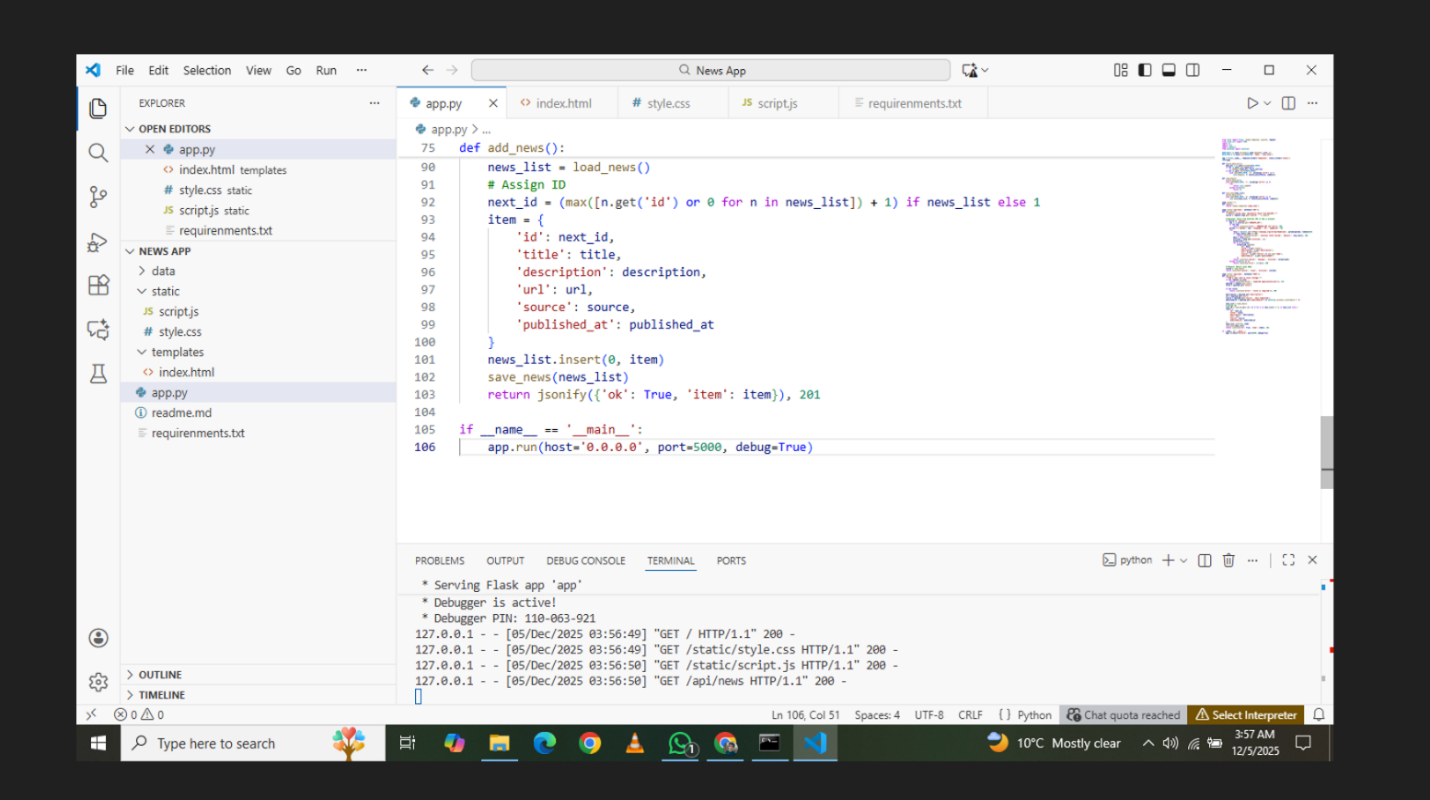 File Edit Selection View Go Run ···
News App
EXPLORER ···
OPEN EDITORS
app.py
index.html templates
style.css static
script.js static
requirenments.txt
NEWS APP
data
static
script.js
style.css
templates
index.html
app.py
readme.md
requirenments.txt
OUTLINE
TIMELINE
app.py
index.html
style.css
script.js
requirenments.txt
app.py > ...
75 def add_news():
90 news_list = load_news()
91 # Assign ID
92 next_id = (max([n.get('id') or 0 for n in news_list]) + 1) if news_list else 1
93 item = {
94 'id': next_id,
95 'title': title,
96 'description': description,
97 'url': url,
98 'source': source,
99 'published_at': published_at
100 }
101 news_list.insert(0, item)
102 save_news(news_list)
103 return jsonify({'ok': True, 'item': item}), 201
104
105 if __name__ == '__main__':
106 app.run(host='0.0.0.0', port=5000, debug=True)
PROBLEMS OUTPUT DEBUG CONSOLE TERMINAL PORTS
python
* Serving Flask app 'app'
* Debugger is active!
* Debugger PIN: 110-063-921
127.0.0.1 - - [05/Dec/2025 03:56:49] "GET / HTTP/1.1" 200 -
127.0.0.1 - - [05/Dec/2025 03:56:49] "GET /static/style.css HTTP/1.1" 200 -
127.0.0.1 - - [05/Dec/2025 03:56:50] "GET /static/script.js HTTP/1.1" 200 -
127.0.0.1 - - [05/Dec/2025 03:56:50] "GET /api/news HTTP/1.1" 200 -
0 0 Ln 106, Col 51 Spaces: 4 UTF-8 CRLF { } Python Chat quota reached Select Interpreter
Type here to search
1
10°C Mostly clear
3:57 AM
12/5/2025